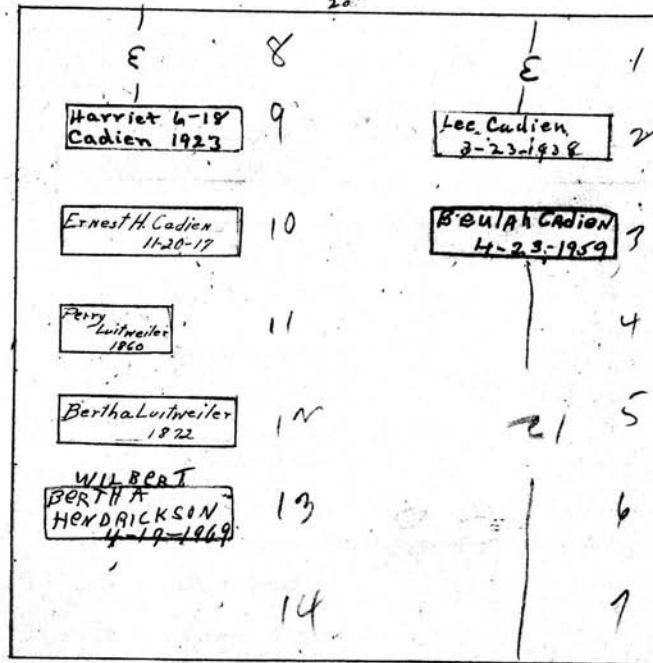 20
E 8
Harriet 4-18
Cadien 1923
9
Ernest H. Cadien
11-20-17
10
Perry
Luitweiler
1860
11
Bertha Luitweiler
1872
12
WILBERT
BERTHA
HENDRICKSON
4-17-1969
13
14
E 1
Lee Cadien
3-23-1938
2
BEULAH CADIEN
4-23-1959
3
4
21 5
6
7